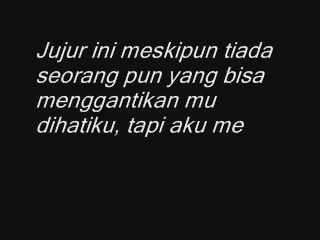 Jujur ini meskipun tiada
seorang pun yang bisa
menggantikan mu
dihatiku, tapi aku me